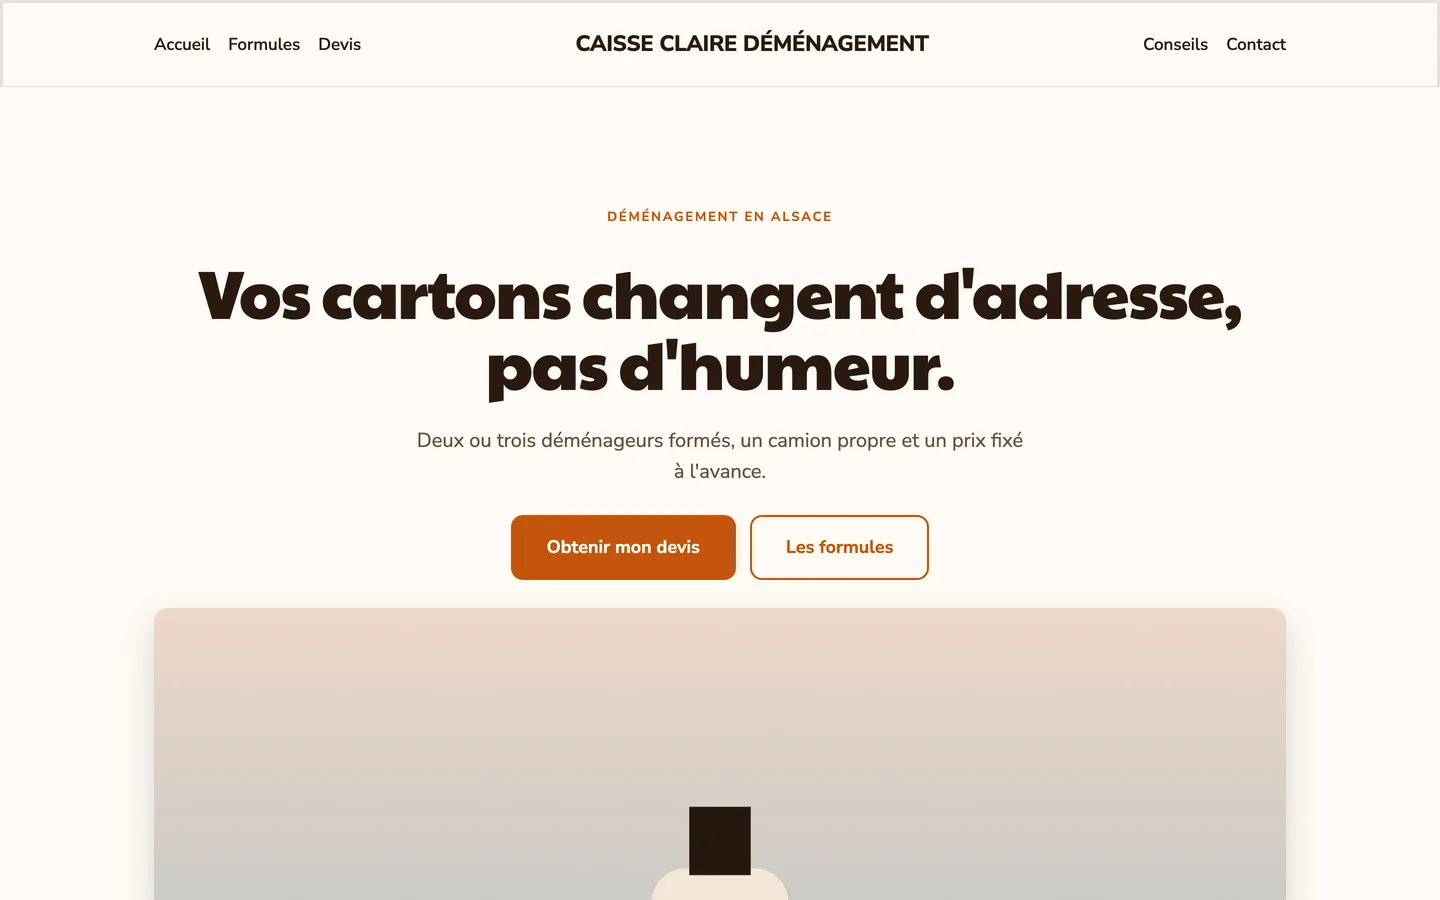 Accueil Formules Devis
CAISSE CLAIRE DÉMÉNAGEMENT
Conseils Contact
DÉMÉNAGEMENT EN ALSACE
Vos cartons changent d'adresse,
pas d'humeur.
Deux ou trois déménageurs formés, un camion propre et un prix fixé
à l'avance.
Obtenir mon devis
Les formules